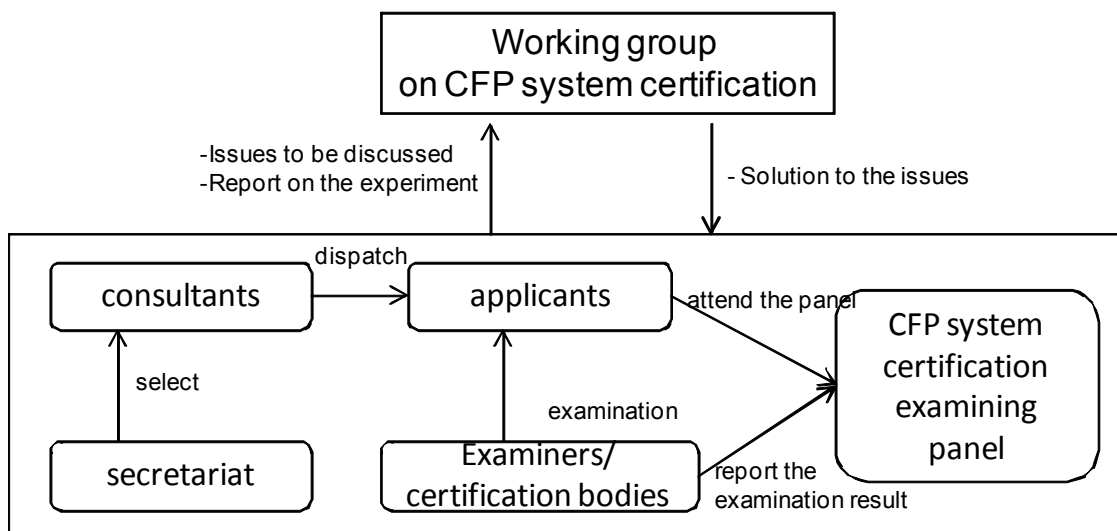 Working group
on CFP system certification
-Issues to be discussed
-Report on the experiment
- Solution to the issues
dispatch
consultants
applicants
attend the panel
CFP system
certification
examining
panel
select
examination
secretariat
Examiners/
certification bodies
report the
examination result